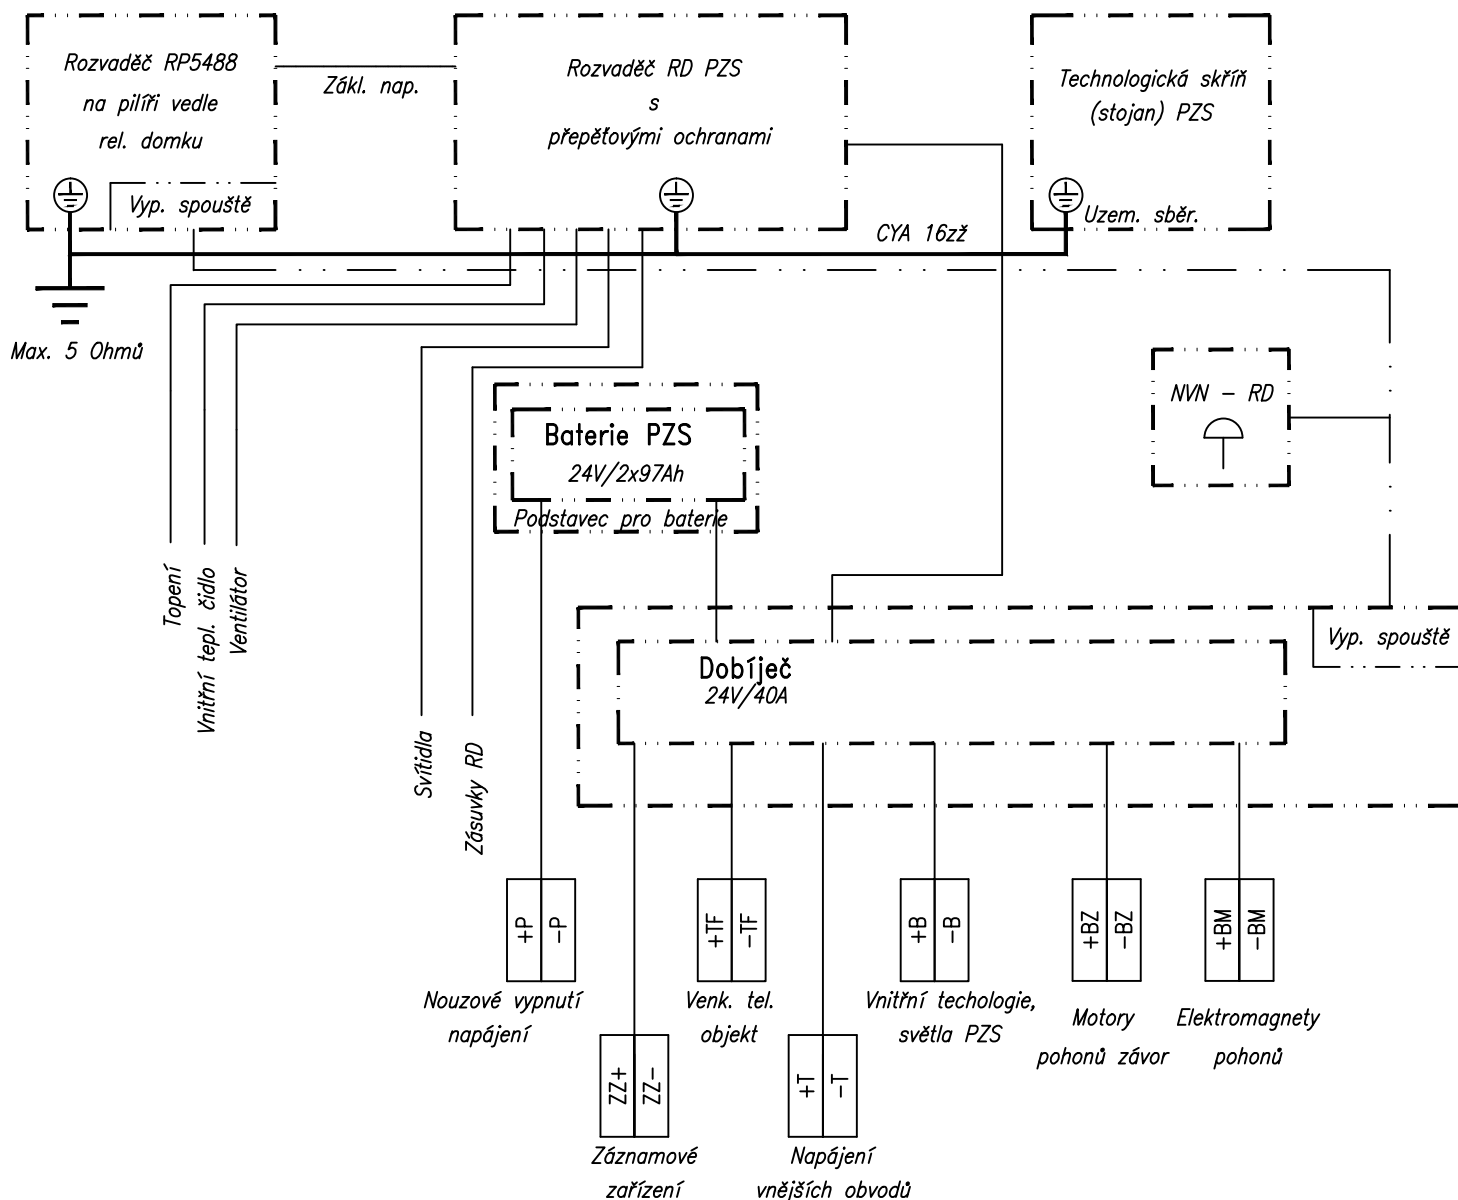 Rozvaděč RP5488
na pilíři vedle
rel. domku
Vyp. spouště
Zákl. nap.
Rozvaděč RD PZS
s
přepěťovými ochranami
Technologická skříň
(stojan) PZS
Uzem. sběr.
CYA 16zž
Max. 5 Ohmů
NVN – RD
Baterie PZS
24V/2x97Ah
Podstavec pro baterie
Topení
Vnitřní tepl. čidlo
Ventilátor
Svítidla
Zásuvky RD
Vyp. spouště
Dobíječ
24V/40A
+P
–P
Nouzové vypnutí
napájení
ZZ+
ZZ–
Záznamové
zařízení
+TF
–TF
Venk. tel.
objekt
+T
–T
Napájení
vnějších obvodů
+B
–B
Vnitřní techologie,
světla PZS
+BZ
–BZ
Motory
pohonů závor
+BM
–BM
Elektromagnety
pohonů